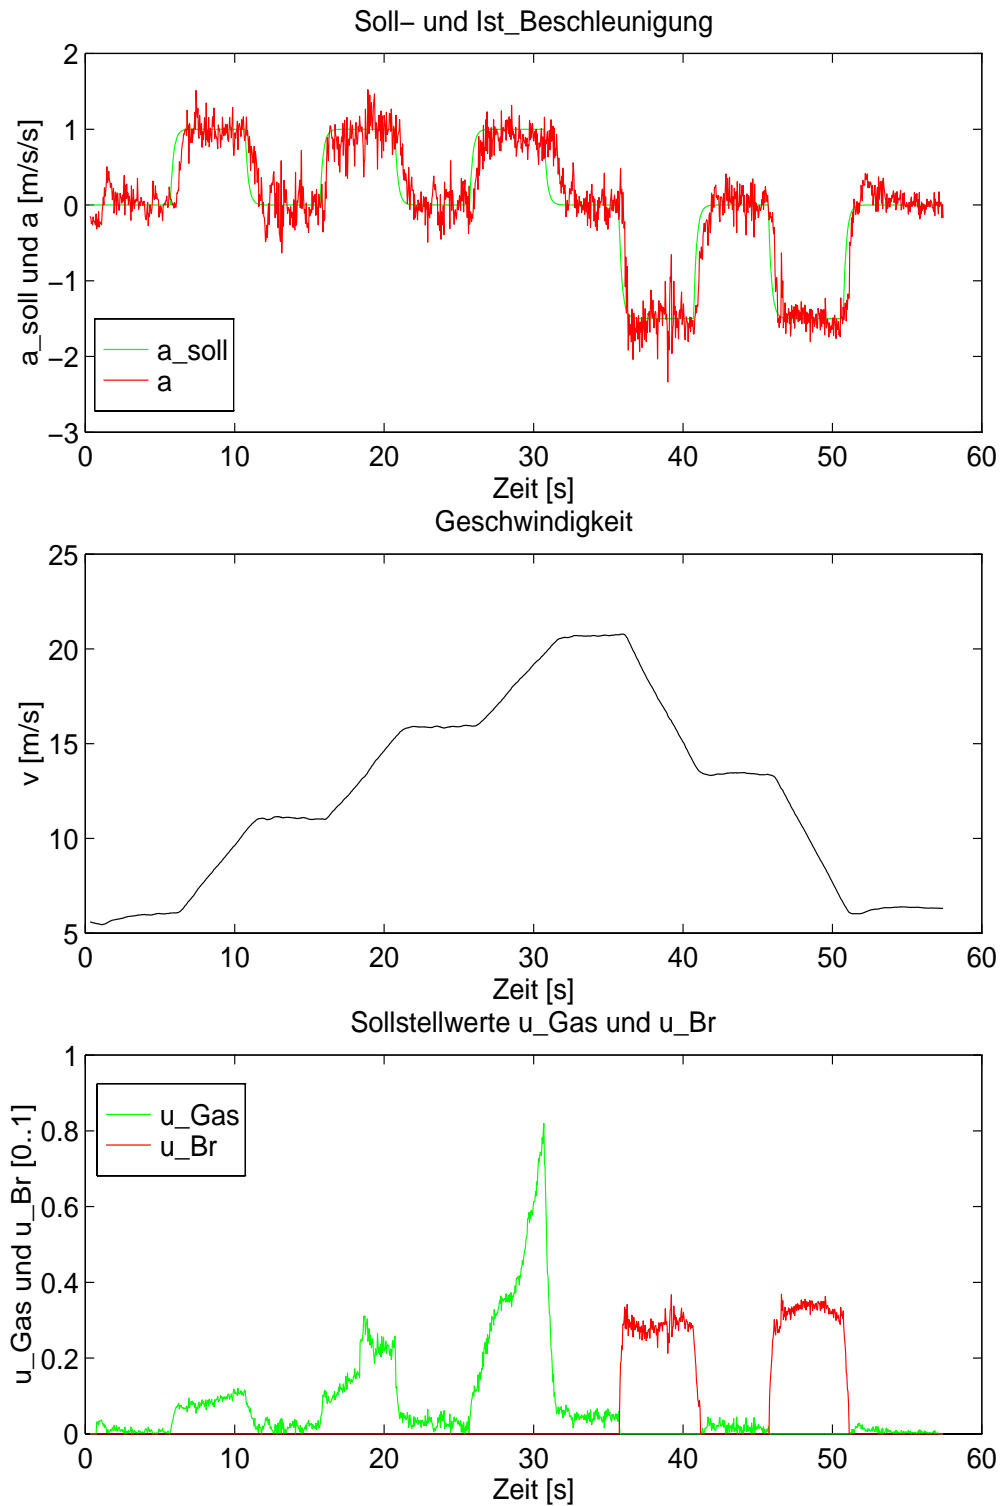 Soll− und Ist_Beschleunigung
a_soll und a [m/s/s]
2
1
0
−1
−2
−3
a_soll
a
0 10 20 30 40 50 60
Zeit [s]
Geschwindigkeit
v [m/s]
25
20
15
10
5
0 10 20 30 40 50 60
Zeit [s]
Sollstellwerte u_Gas und u_Br
u_Gas und u_Br [0..1]
1
0.8
0.6
0.4
0.2
0
u_Gas
u_Br
0 10 20 30 40 50 60
Zeit [s]